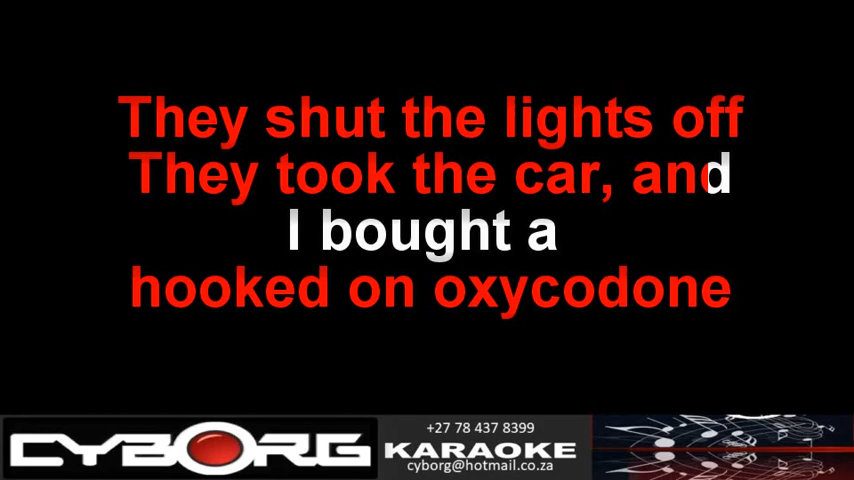 They shut the lights off
They took the car, and
I bought a
hooked on oxycodone
CYBORG
+27 78 437 8399
KARAOKE
cyborg@hotmail.co.za